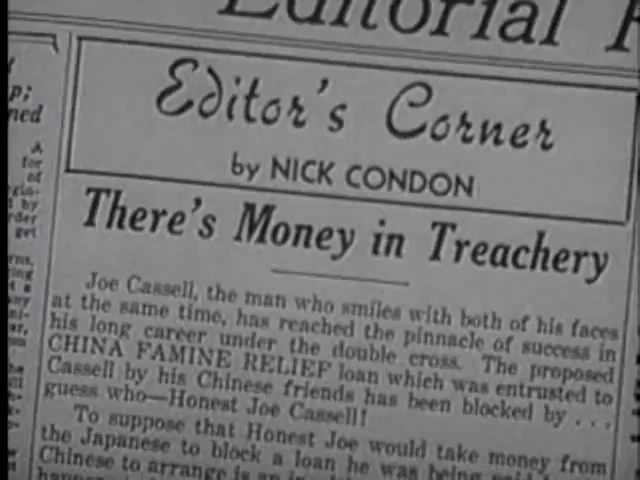 Editorial
Editor's Corner
by NICK CONDON
There's Money in Treachery
Joe Cassell, the man who smiles with both of his faces
at the same time, has reached the pinnacle of success in
his long career under the double cross. The proposed
CHINA FAMINE RELIEF loan which was entrusted to
Cassell by his Chinese friends has been blocked by . . .
guess who—Honest Joe Cassell!
To suppose that Honest Joe would take money from
the Japanese to block a loan he was being
Chinese to arrange is an